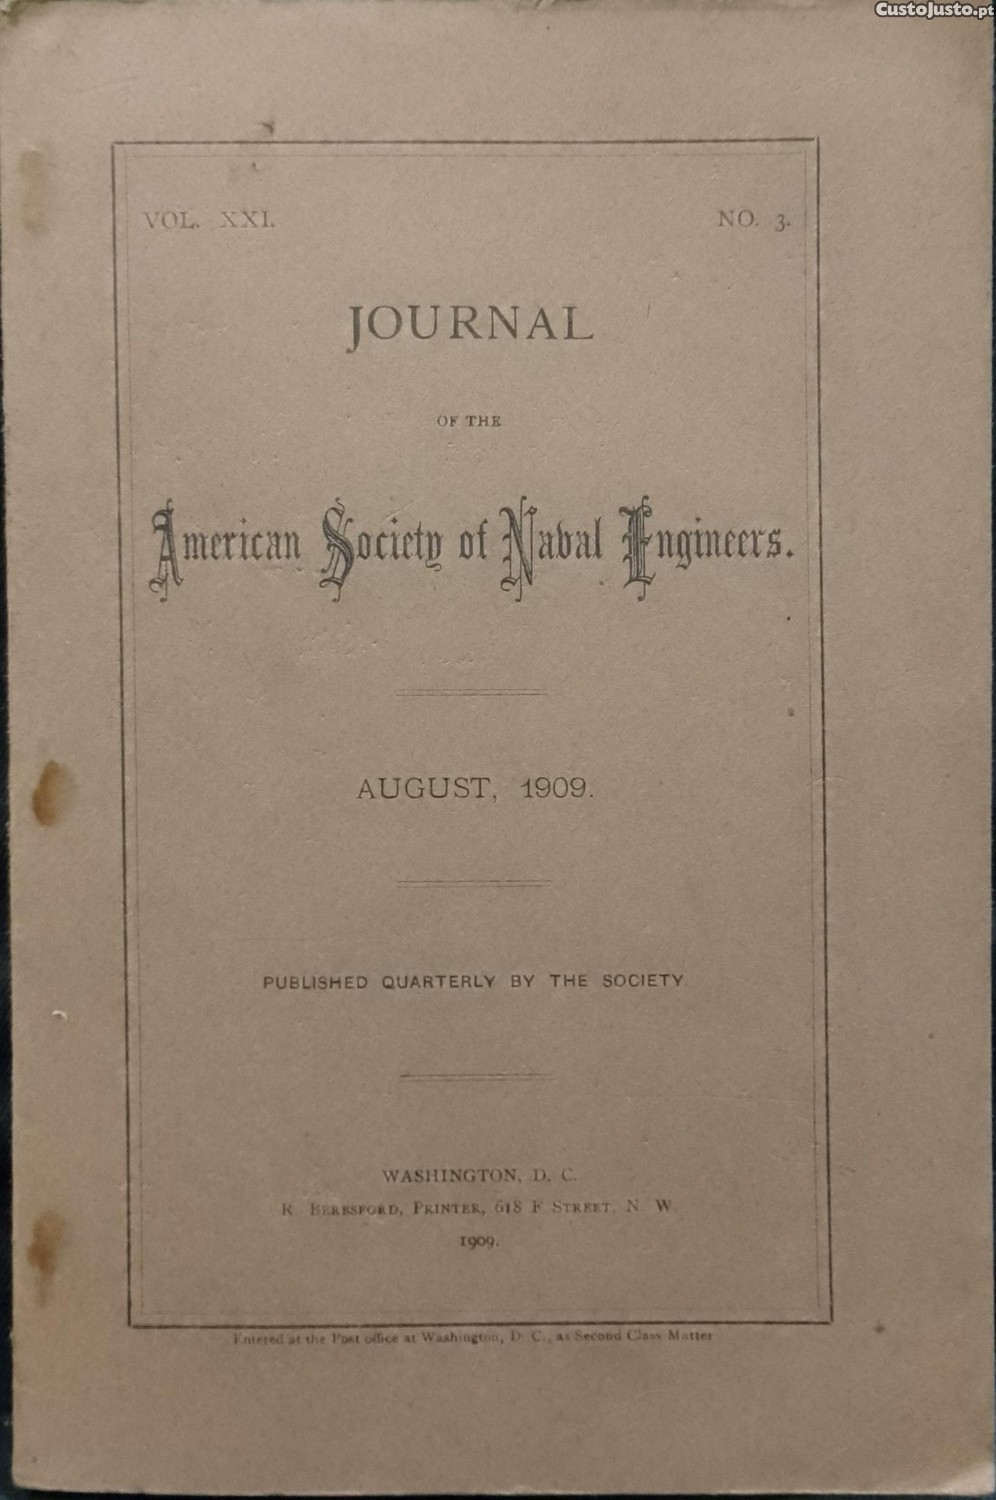 CustoJusto.pt
VOL. XXI. NO. 3.
JOURNAL
OF THE
American Society of Naval Engineers.
AUGUST, 1909.
PUBLISHED QUARTERLY BY THE SOCIETY.
WASHINGTON, D. C.
R. BERESFORD, PRINTER, 618 F STREET, N. W.
1909.
Entered at the Post office at Washington, D. C., as Second Class Matter